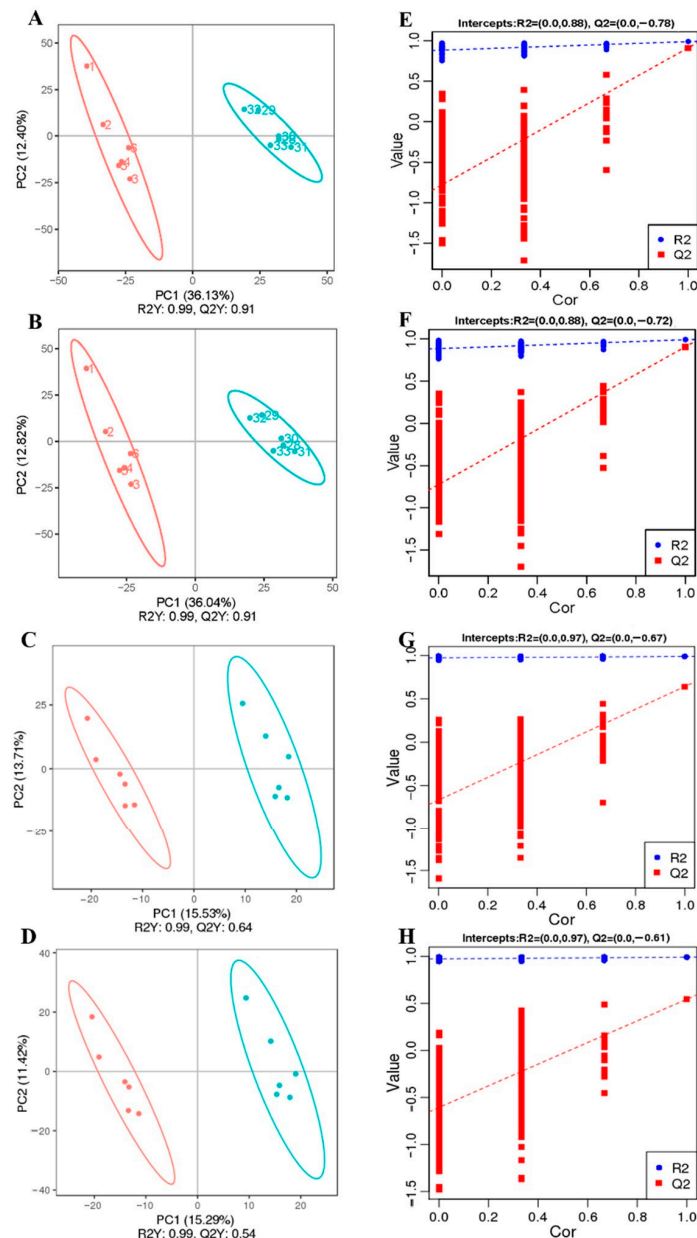 A
50
25
0
-25
-50
PC2 (12.40%)
1
2
6
4
5
3
32
29
30
28
33
31
-50
-25
0
25
50
PC1 (36.13%)
R2Y: 0.99, Q2Y: 0.91
E
Intercepts:R2=(0.0,0.88), Q2=(0.0,−0.78)
1.0
0.5
0.0
-0.5
-1.0
-1.5
Value
R2
Q2
0.0 0.2 0.4 0.6 0.8 1.0
Cor
B
50
25
0
-25
-50
PC2 (12.82%)
1
2
6
4
5
3
32
29
30
28
33
31
-25
0
25
50
PC1 (36.04%)
R2Y: 0.99, Q2Y: 0.91
F
Intercepts:R2=(0.0,0.88), Q2=(0.0,−0.72)
1.0
0.5
0.0
-0.5
-1.0
-1.5
Value
R2
Q2
0.0 0.2 0.4 0.6 0.8 1.0
Cor
C
25
0
-25
PC2 (13.71%)
-20
-10
0
10
20
PC1 (15.53%)
R2Y: 0.99, Q2Y: 0.64
G
Intercepts:R2=(0.0,0.97), Q2=(0.0,−0.67)
1.0
0.5
0.0
-0.5
-1.0
-1.5
Value
R2
Q2
0.0 0.2 0.4 0.6 0.8 1.0
Cor
D
40
20
0
-20
-40
PC2 (11.42%)
-20
-10
0
10
20
PC1 (15.29%)
R2Y: 0.99, Q2Y: 0.54
H
Intercepts:R2=(0.0,0.97), Q2=(0.0,−0.61)
1.0
0.5
0.0
-0.5
-1.0
-1.5
Value
R2
Q2
0.0 0.2 0.4 0.6 0.8 1.0
Cor